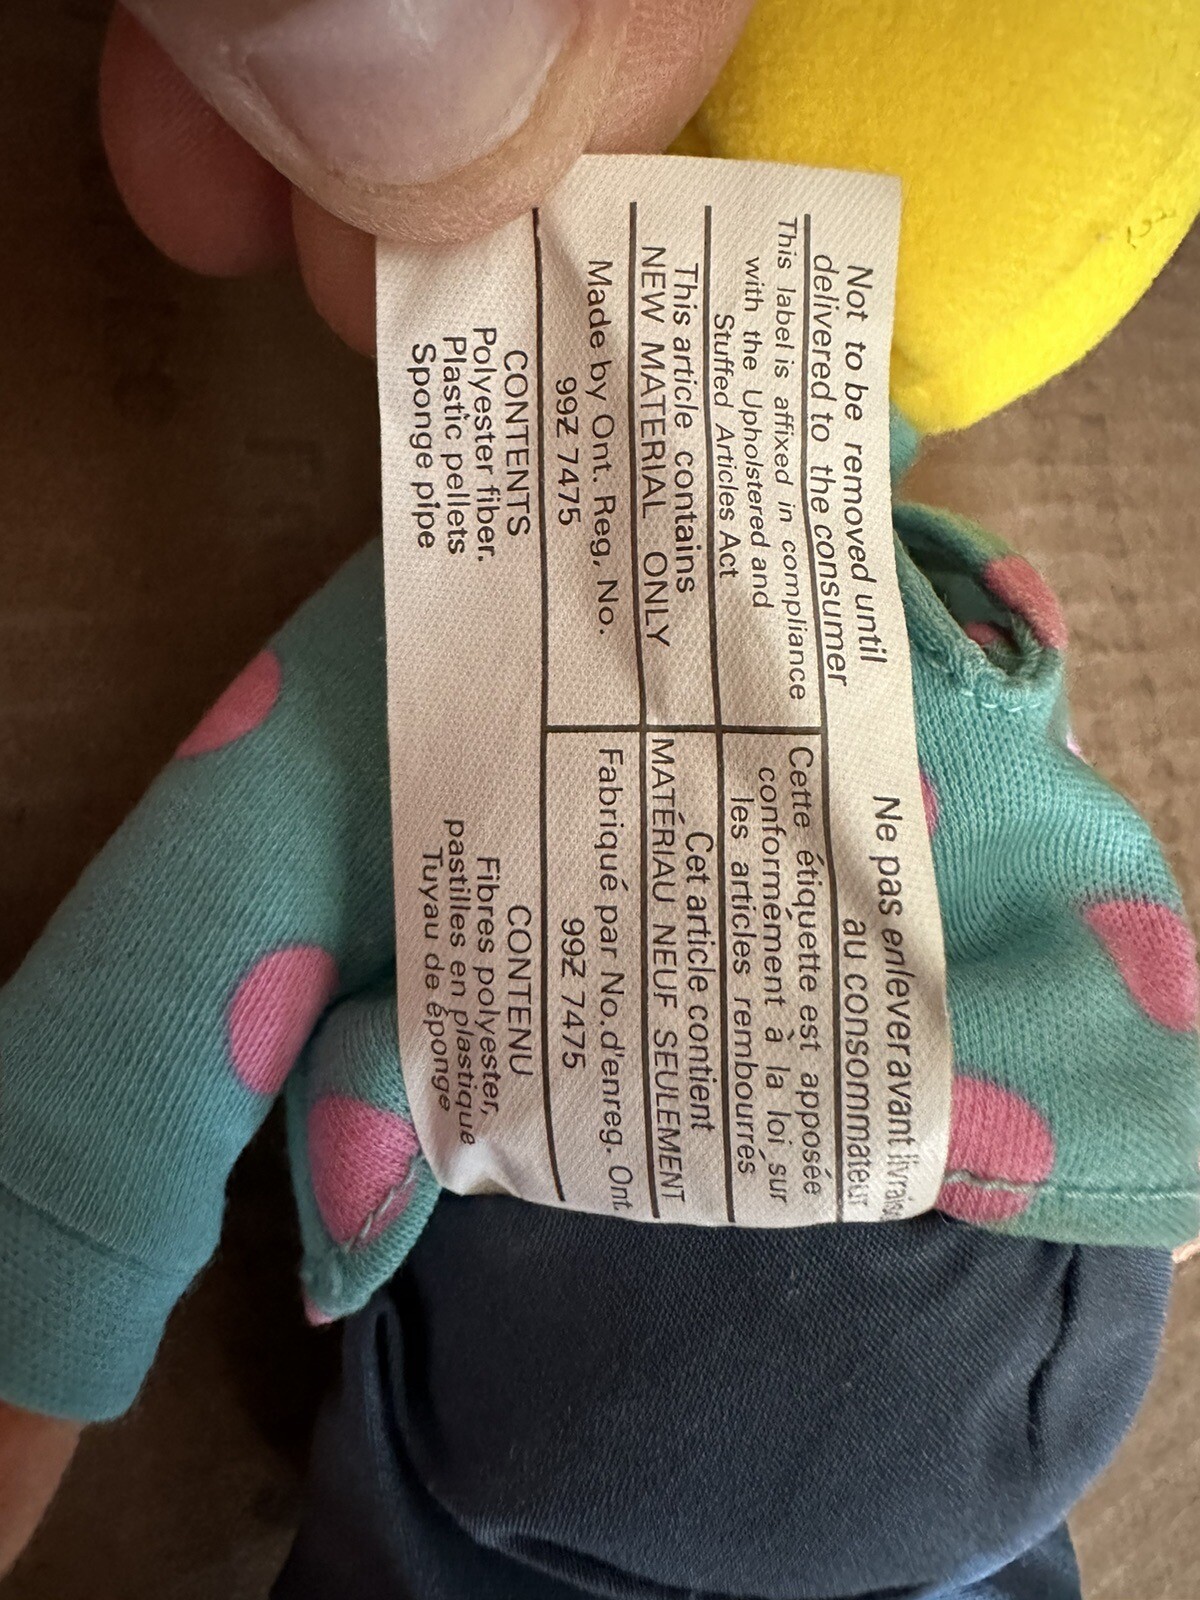 Not to be removed until
delivered to the consumer
This label is affixed in compliance
with the Upholstered and
Stuffed Articles Act
This article contains
NEW MATERIAL ONLY
Made by Ont. Reg, No.
99Z 7475
CONTENTS
Polyester fiber.
Plastic pellets
Sponge pipe
Ne pas enlever avant livraiso
au consommateur
Cette étiquette est apposée
conformément à la loi sur
les articles rembourrés
Cet article contient
MATÉRIAU NEUF SEULEMENT
Fabriqué par No.d'enreg. Ont
99Z 7475
CONTENU
Fibres polyester,
pastilles en plastique
Tuyau de éponge